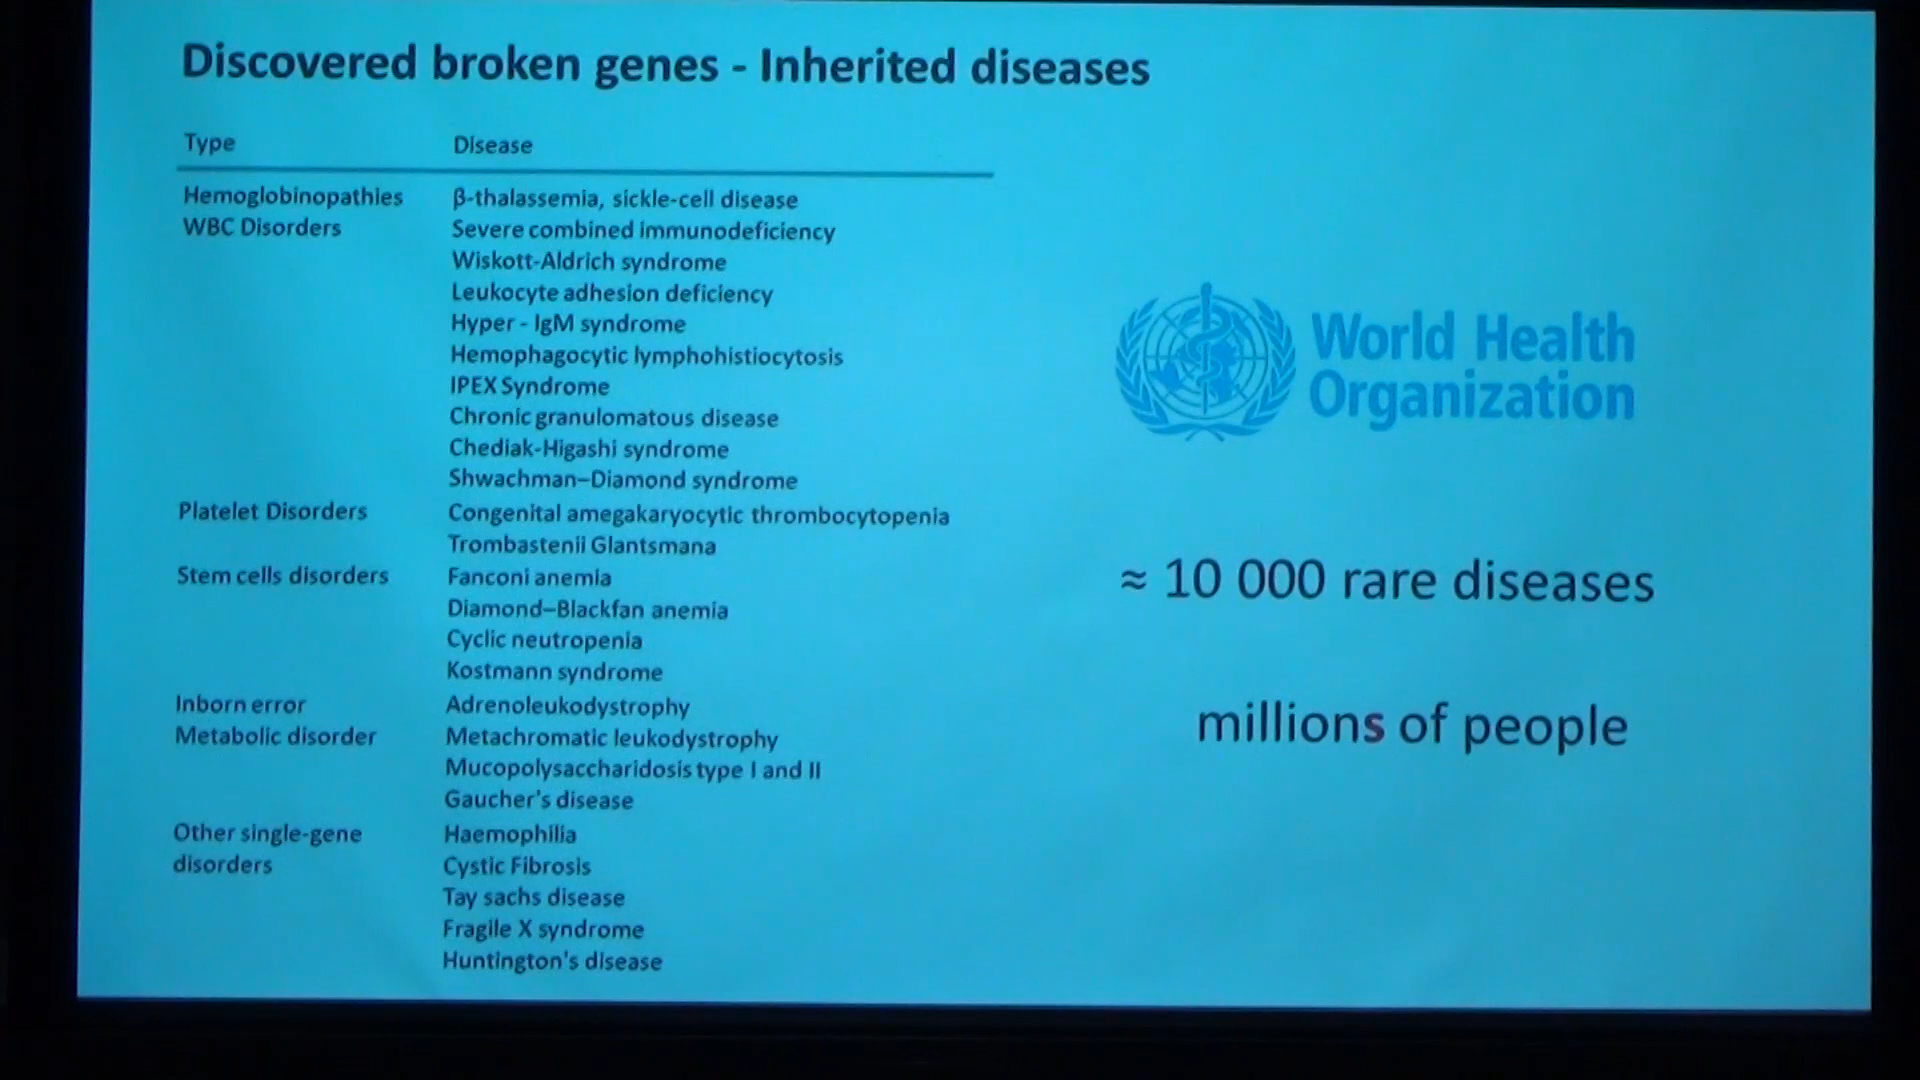 Discovered broken genes - Inherited diseases
Type Disease
Hemoglobinopathies β-thalassemia, sickle-cell disease
WBC Disorders Severe combined immunodeficiency
Wiskott-Aldrich syndrome
Leukocyte adhesion deficiency
Hyper - IgM syndrome
Hemophagocytic lymphohistiocytosis
IPEX Syndrome
Chronic granulomatous disease
Chediak-Higashi syndrome
Shwachman–Diamond syndrome
Platelet Disorders Congenital amegakaryocytic thrombocytopenia
Trombastenii Glantsmana
Stem cells disorders Fanconi anemia
Diamond–Blackfan anemia
Cyclic neutropenia
Kostmann syndrome
Inborn error Adrenoleukodystrophy
Metabolic disorder Metachromatic leukodystrophy
Mucopolysaccharidosis type I and II
Gaucher's disease
Other single-gene Haemophilia
disorders Cystic Fibrosis
Tay sachs disease
Fragile X syndrome
Huntington's disease
World Health
Organization
≈ 10 000 rare diseases
millions of people